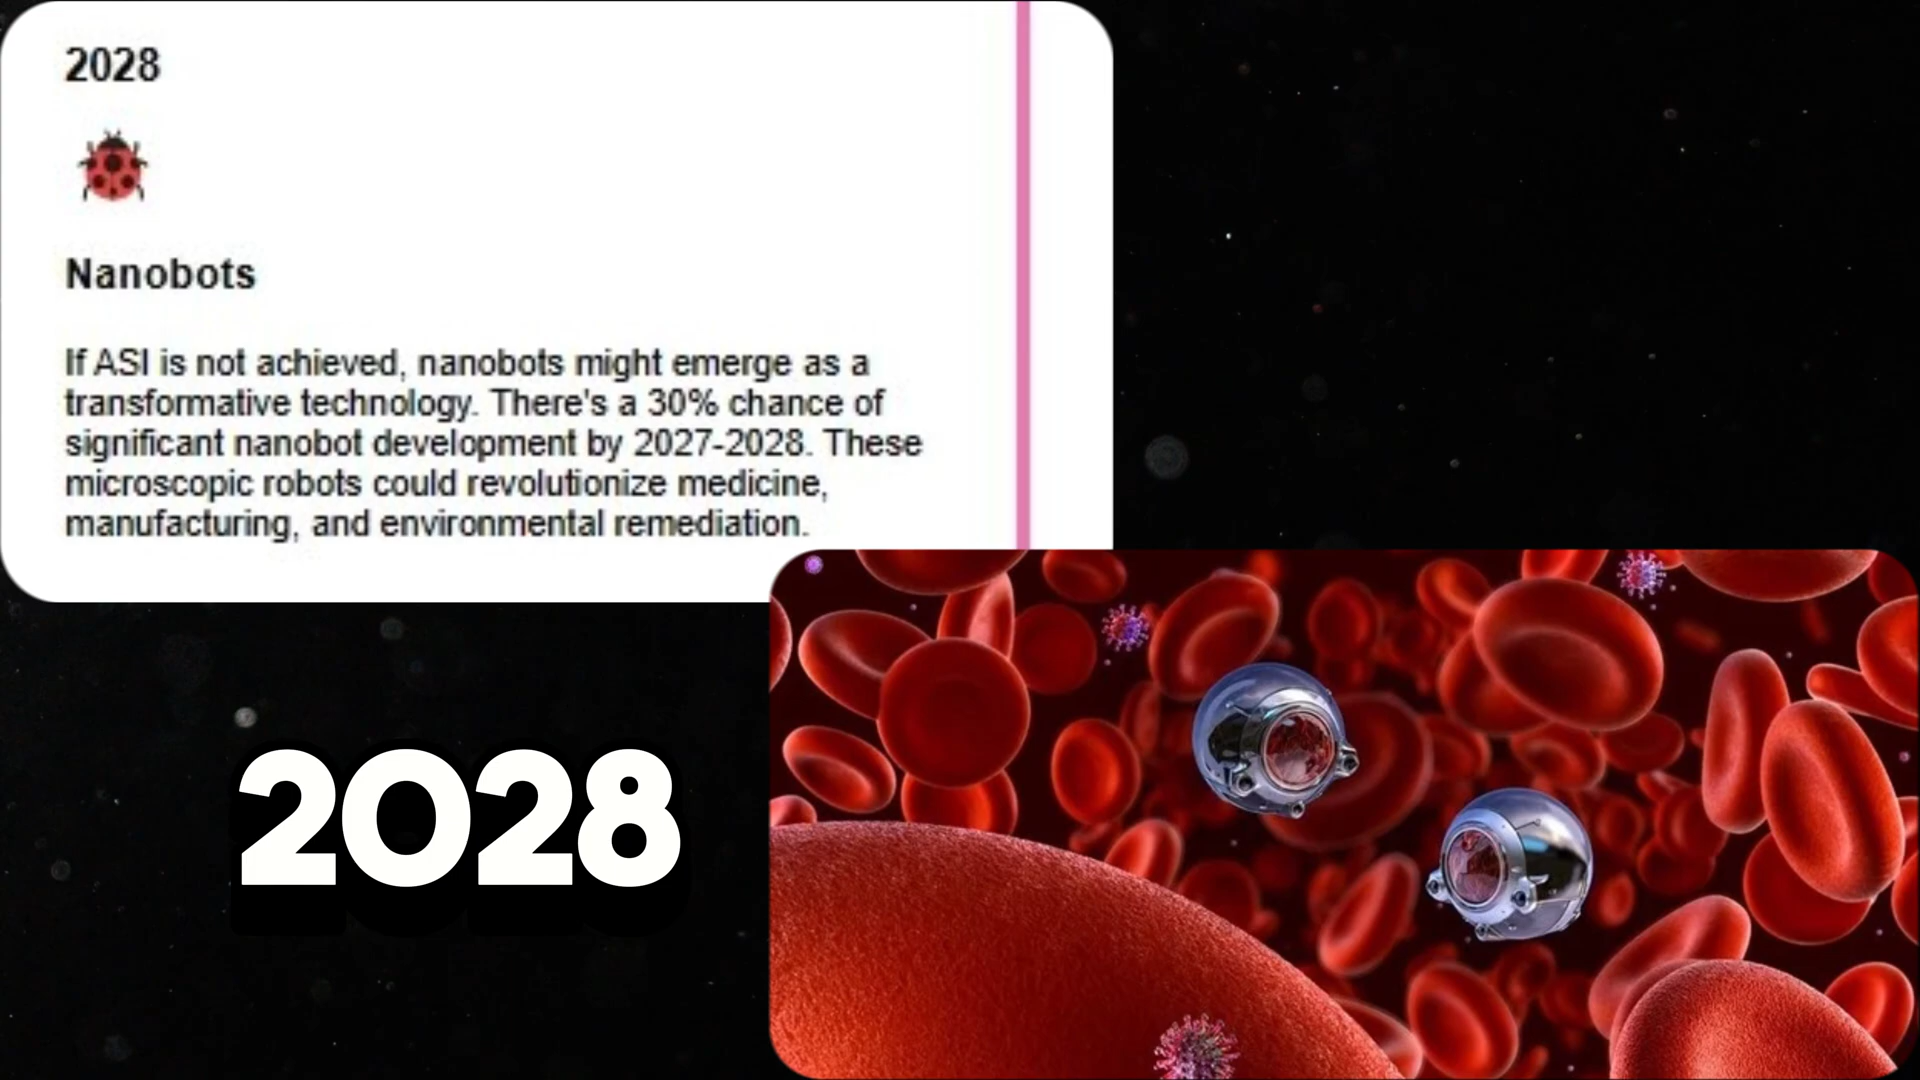 2028
Nanobots
If ASI is not achieved, nanobots might emerge as a
transformative technology. There's a 30% chance of
significant nanobot development by 2027-2028. These
microscopic robots could revolutionize medicine,
manufacturing, and environmental remediation.
2028